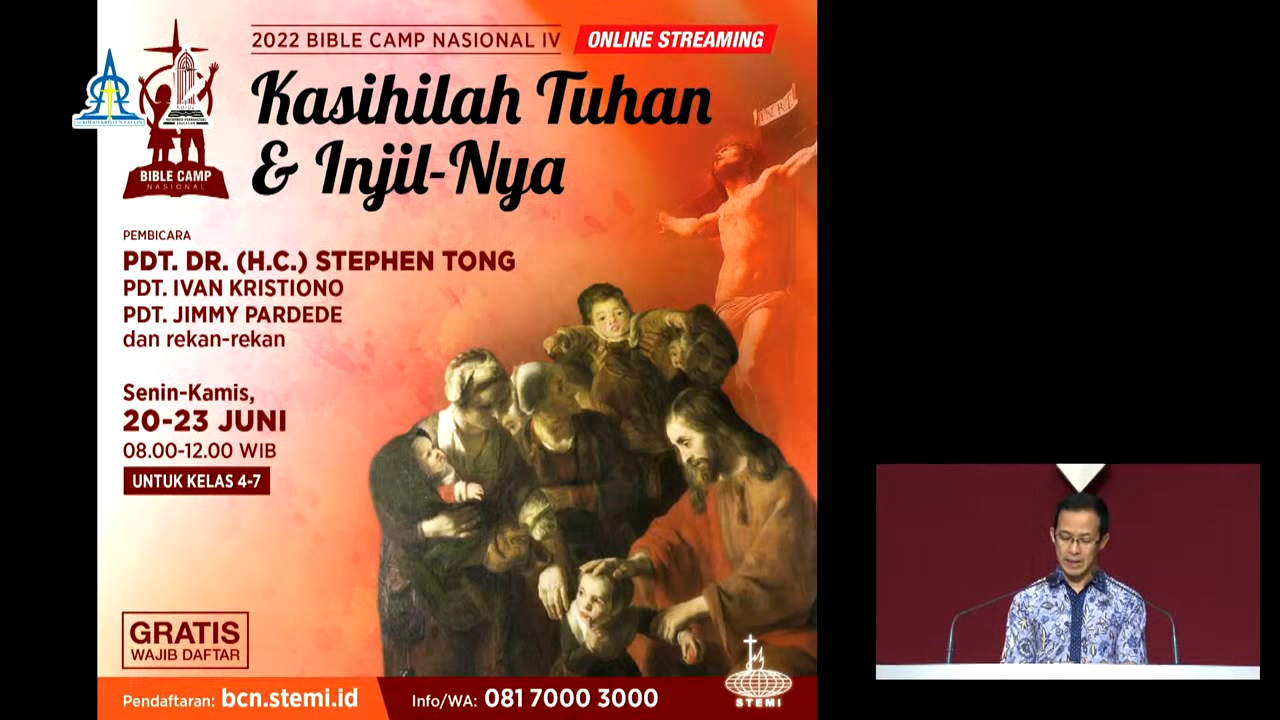 2022 BIBLE CAMP NASIONAL IV
ONLINE STREAMING
Kasihilah Tuhan
& Injil-Nya
BIBLE CAMP
NASIONAL
INRI
PEMBICARA
PDT. DR. (H.C.) STEPHEN TONG
PDT. IVAN KRISTIONO
PDT. JIMMY PARDEDE
dan rekan-rekan
Senin-Kamis,
20-23 JUNI
08.00-12.00 WIB
UNTUK KELAS 4-7
GRATIS
WAJIB DAFTAR
Pendaftaran: bcn.stemi.id
Info/WA: 081 7000 3000
STEMI